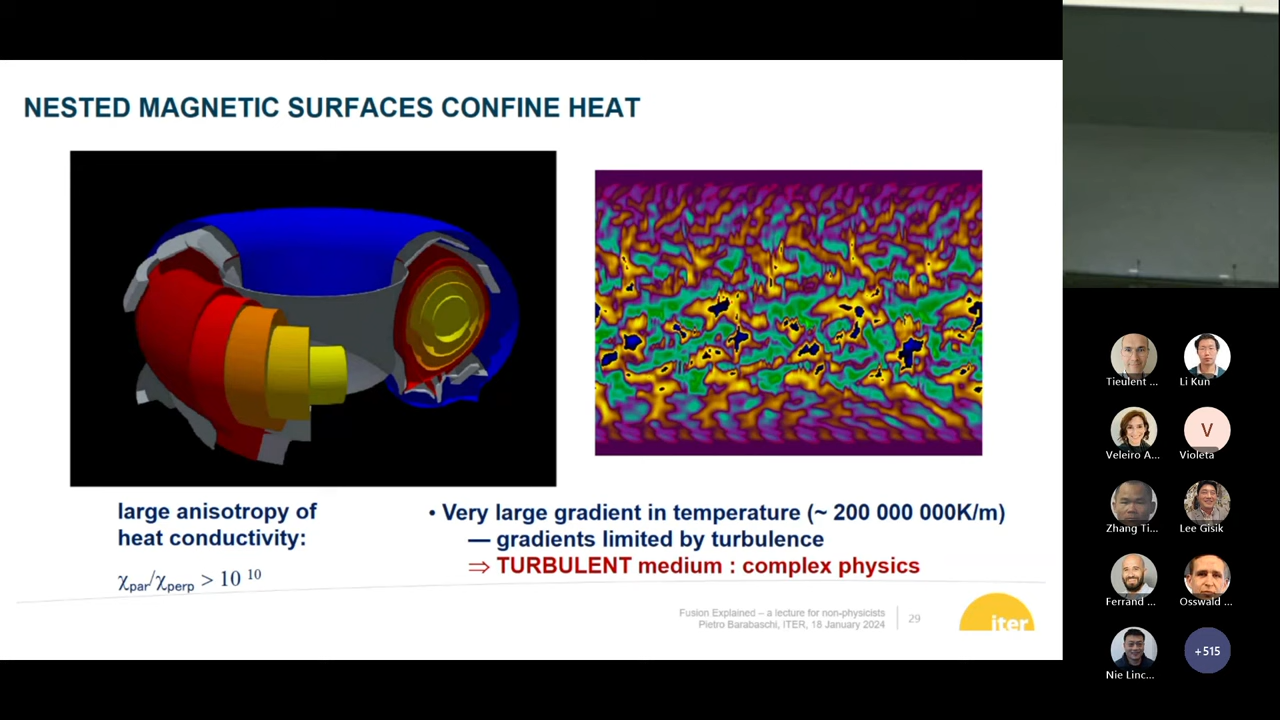 NESTED MAGNETIC SURFACES CONFINE HEAT
large anisotropy of
heat conductivity:
χpar/χperp > 10 10
• Very large gradient in temperature (~ 200 000 000K/m)
— gradients limited by turbulence
⇒ TURBULENT medium : complex physics
Fusion Explained – a lecture for non-physicists
Pietro Barabaschi, ITER, 18 January 2024
29
iter
Tieulent ...
Li Kun
Veleiro A...
V
Violeta
Zhang Ti...
Lee Gisik
Ferrand ...
Osswald ...
Nie Linc...
+515